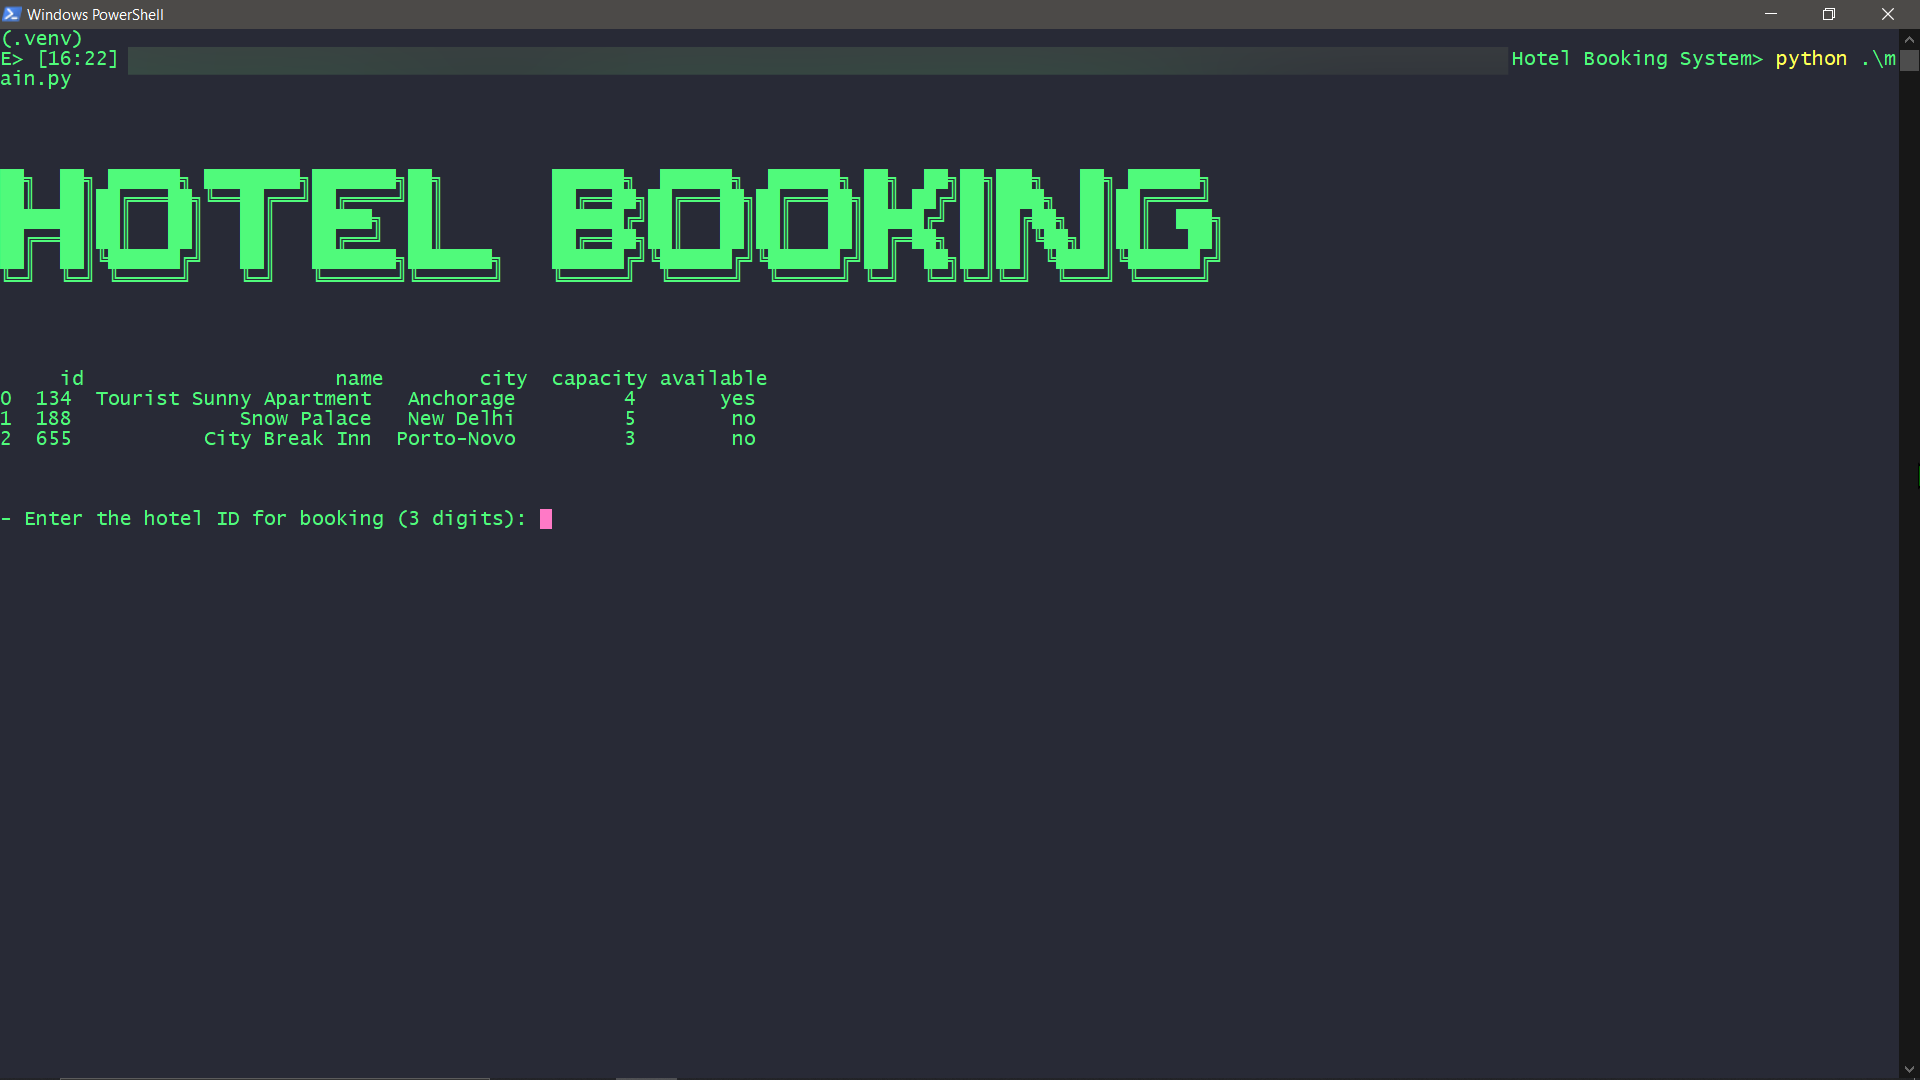 Windows PowerShell
(.venv)
E> [16:22] Hotel Booking System> python .\m
ain.py
HOTEL BOOKING
id name city capacity available
0 134 Tourist Sunny Apartment Anchorage 4 yes
1 188 Snow Palace New Delhi 5 no
2 655 City Break Inn Porto-Novo 3 no
- Enter the hotel ID for booking (3 digits):